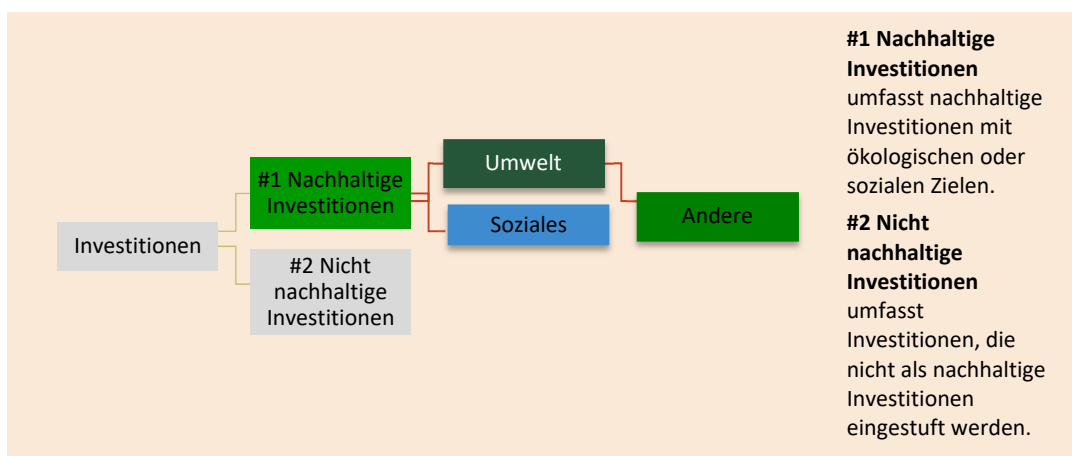 Investitionen
#1 Nachhaltige
Investitionen
#2 Nicht
nachhaltige
Investitionen
Umwelt
Soziales
Andere
#1 Nachhaltige
Investitionen
umfasst nachhaltige
Investitionen mit
ökologischen oder
sozialen Zielen.
#2 Nicht
nachhaltige
Investitionen
umfasst
Investitionen, die
nicht als nachhaltige
Investitionen
eingestuft werden.